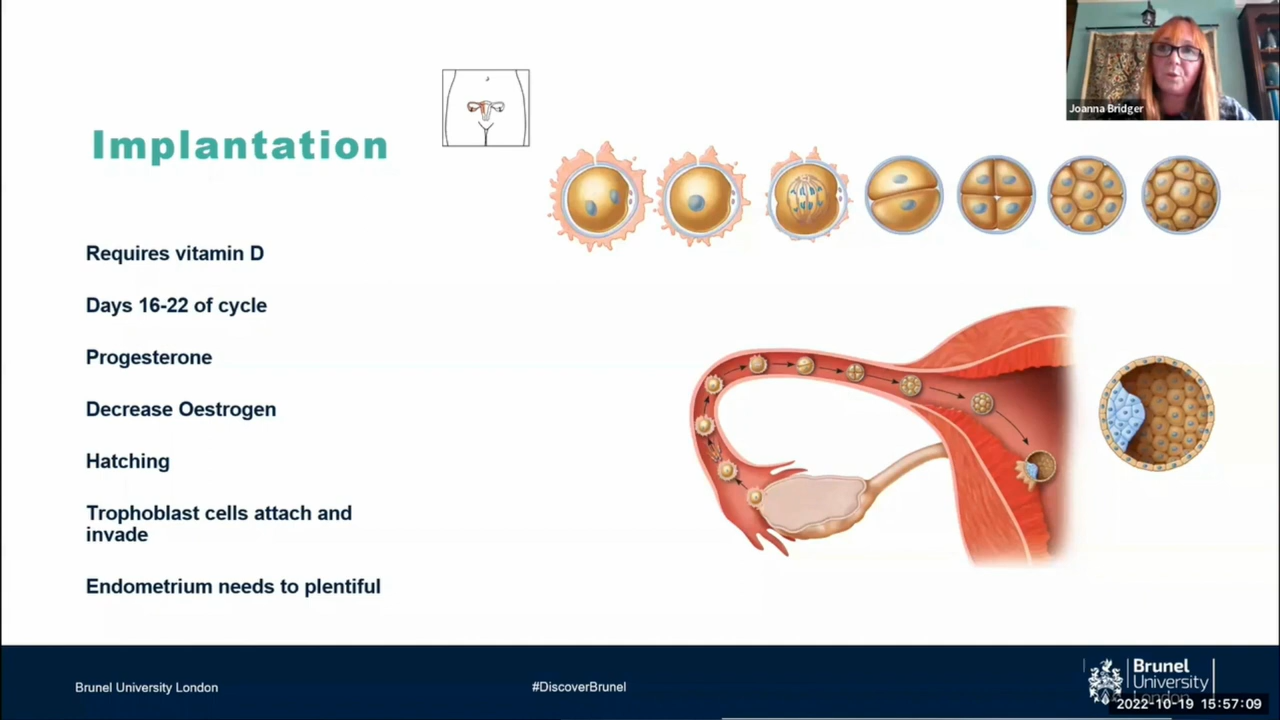 Joanna Bridger
Implantation
Requires vitamin D
Days 16-22 of cycle
Progesterone
Decrease Oestrogen
Hatching
Trophoblast cells attach and
invade
Endometrium needs to plentiful
Brunel University London
#DiscoverBrunel
Brunel
University
London
2022-10-19 15:57:09